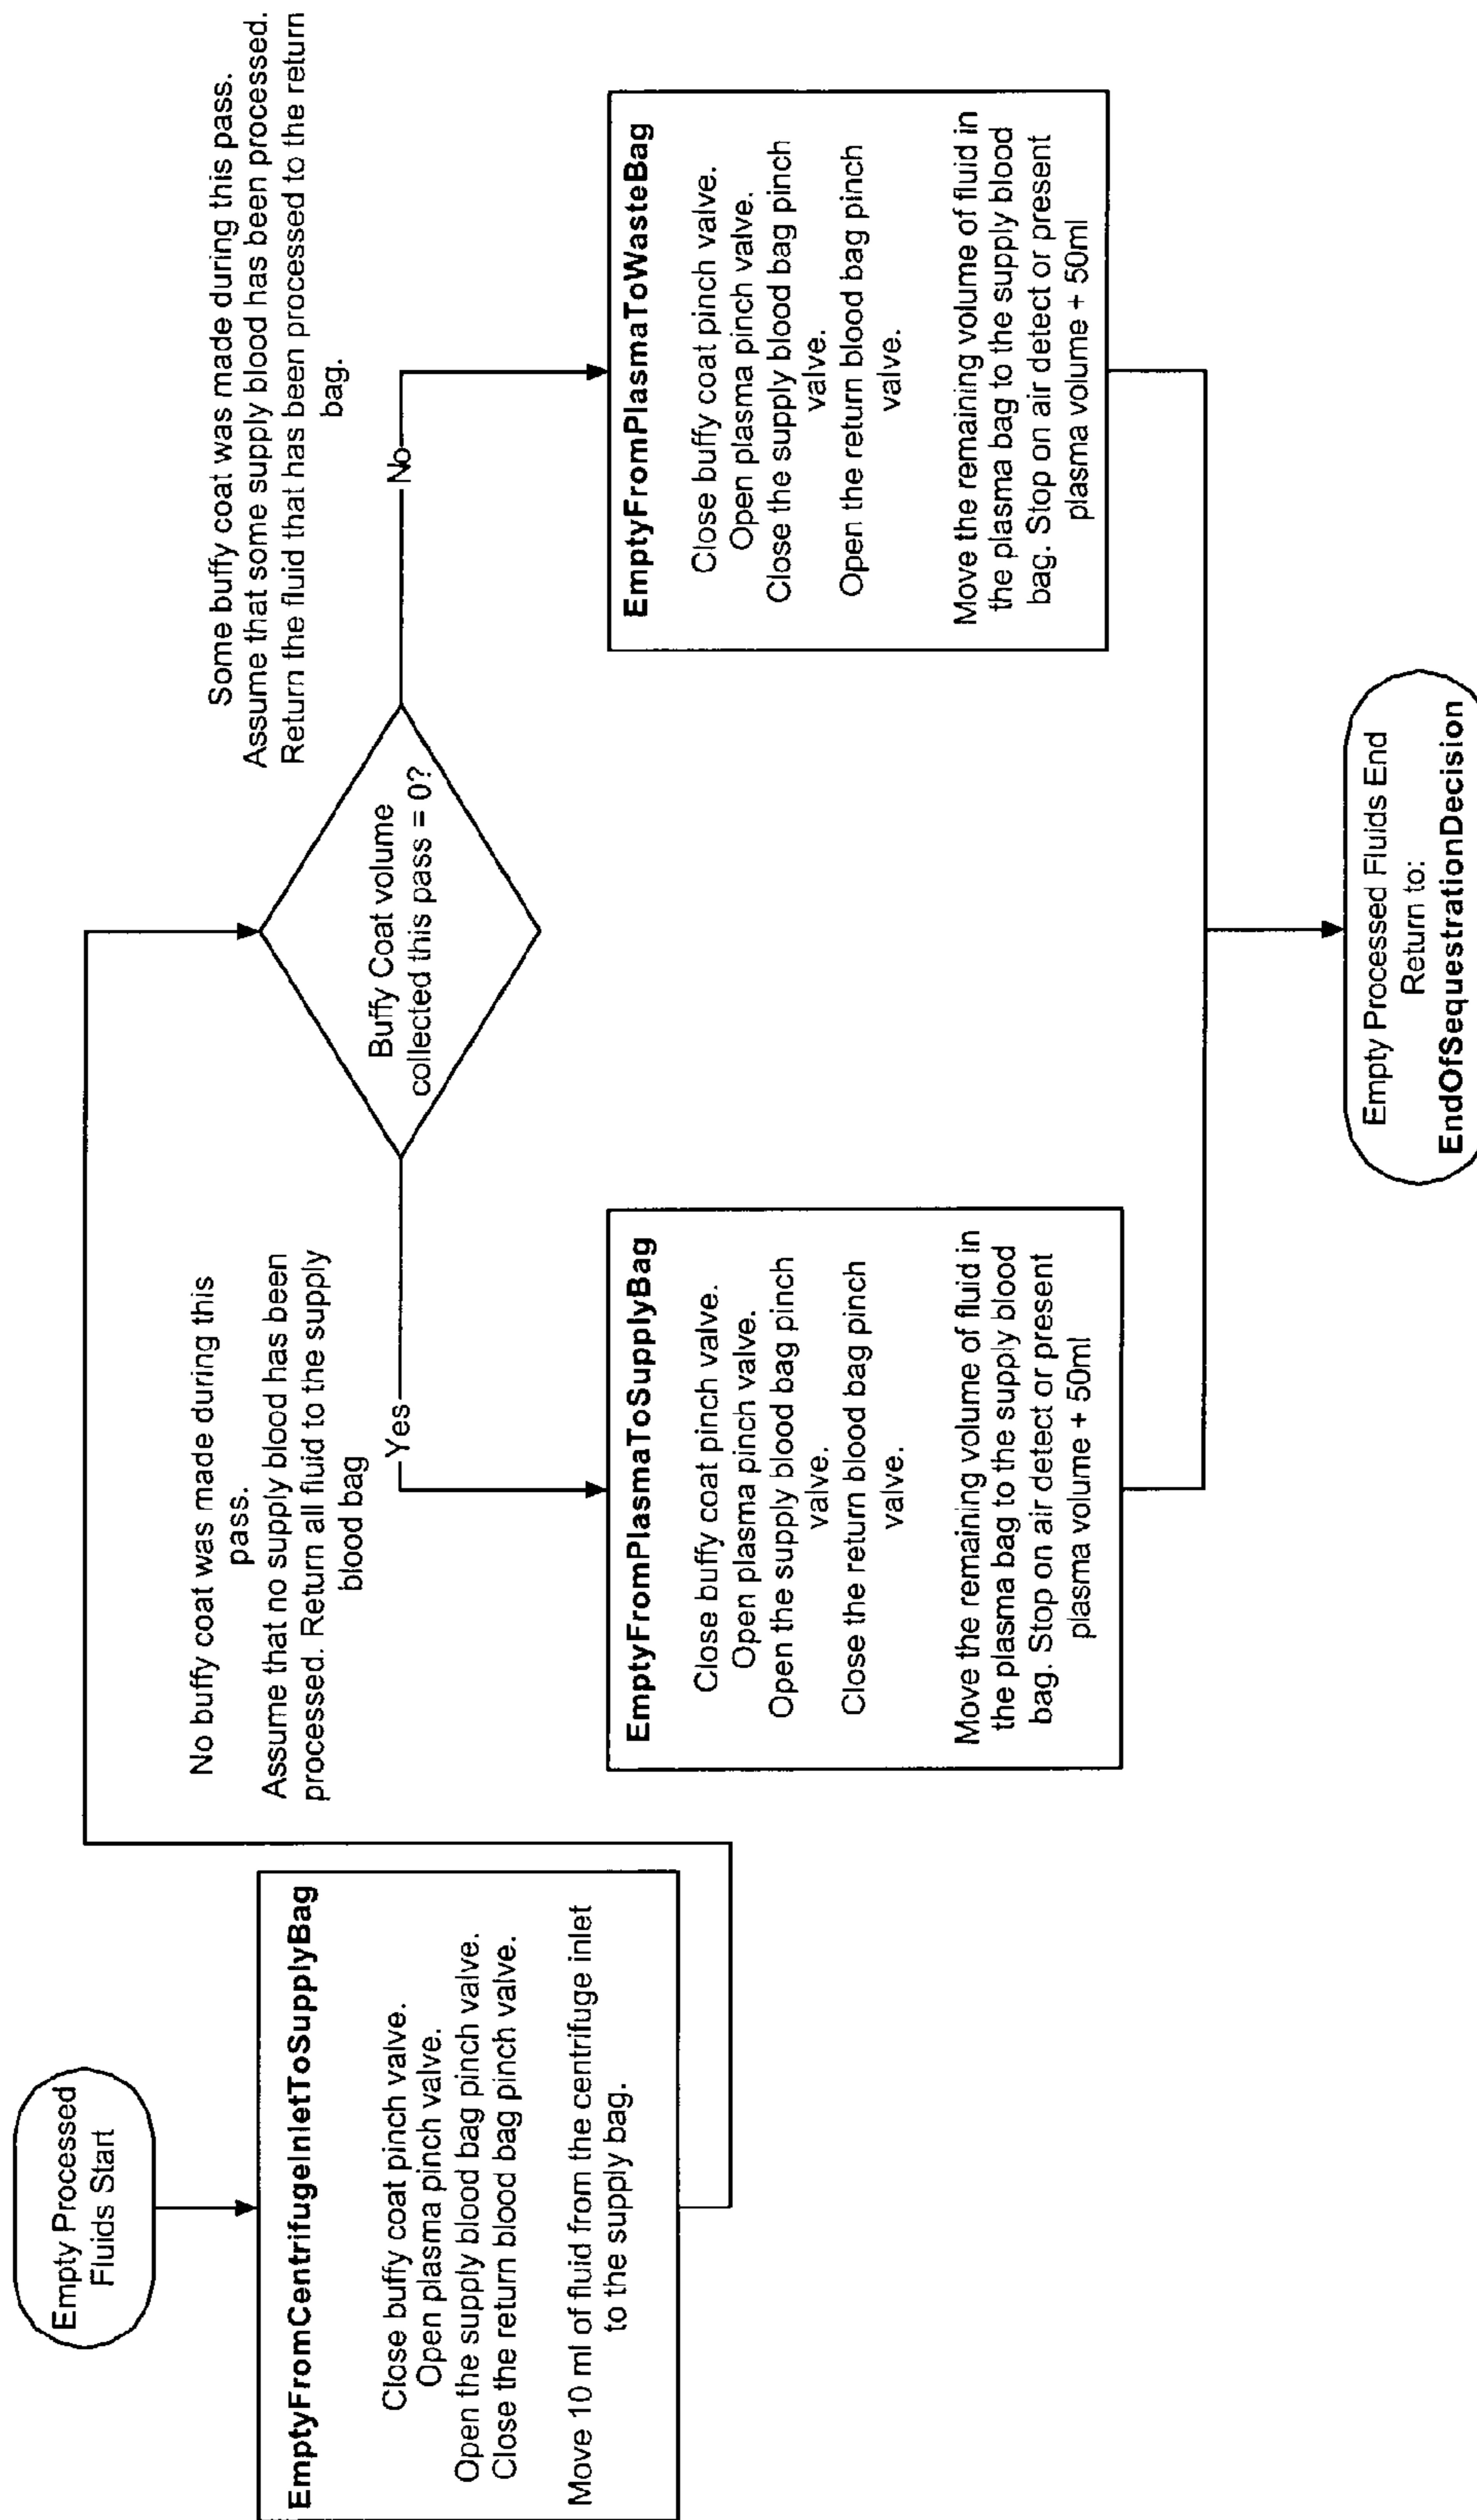 Empty Processed
Fluids Start
EmptyFromCentrifugeInletToSupplyBag
Close buffy coat pinch valve.
Open plasma pinch valve.
Open the supply blood bag pinch valve.
Close the return blood bag pinch valve.
Move 10 ml of fluid from the centrifuge inlet
to the supply bag.
Buffy Coat volume
collected this pass = 0?
No buffy coat was made during this
pass.
Assume that no supply blood has been
processed. Return all fluid to the supply
blood bag
Yes
EmptyFromPlasmaToSupplyBag
Close buffy coat pinch valve.
Open plasma pinch valve.
Open the supply blood bag pinch
valve.
Close the return blood bag pinch
valve.
Move the remaining volume of fluid in
the plasma bag to the supply blood
bag. Stop on air detect or present
plasma volume + 50ml
Some buffy coat was made during this pass.
Assume that some supply blood has been processed.
Return the fluid that has been processed to the return
bag.
No
EmptyFromPlasmaToWasteBag
Close buffy coat pinch valve.
Open plasma pinch valve.
Close the supply blood bag pinch
valve.
Open the return blood bag pinch
valve.
Move the remaining volume of fluid in
the plasma bag to the supply blood
bag. Stop on air detect or present
plasma volume + 50ml
Empty Processed Fluids End
Return to:
EndOfSequestrationDecision